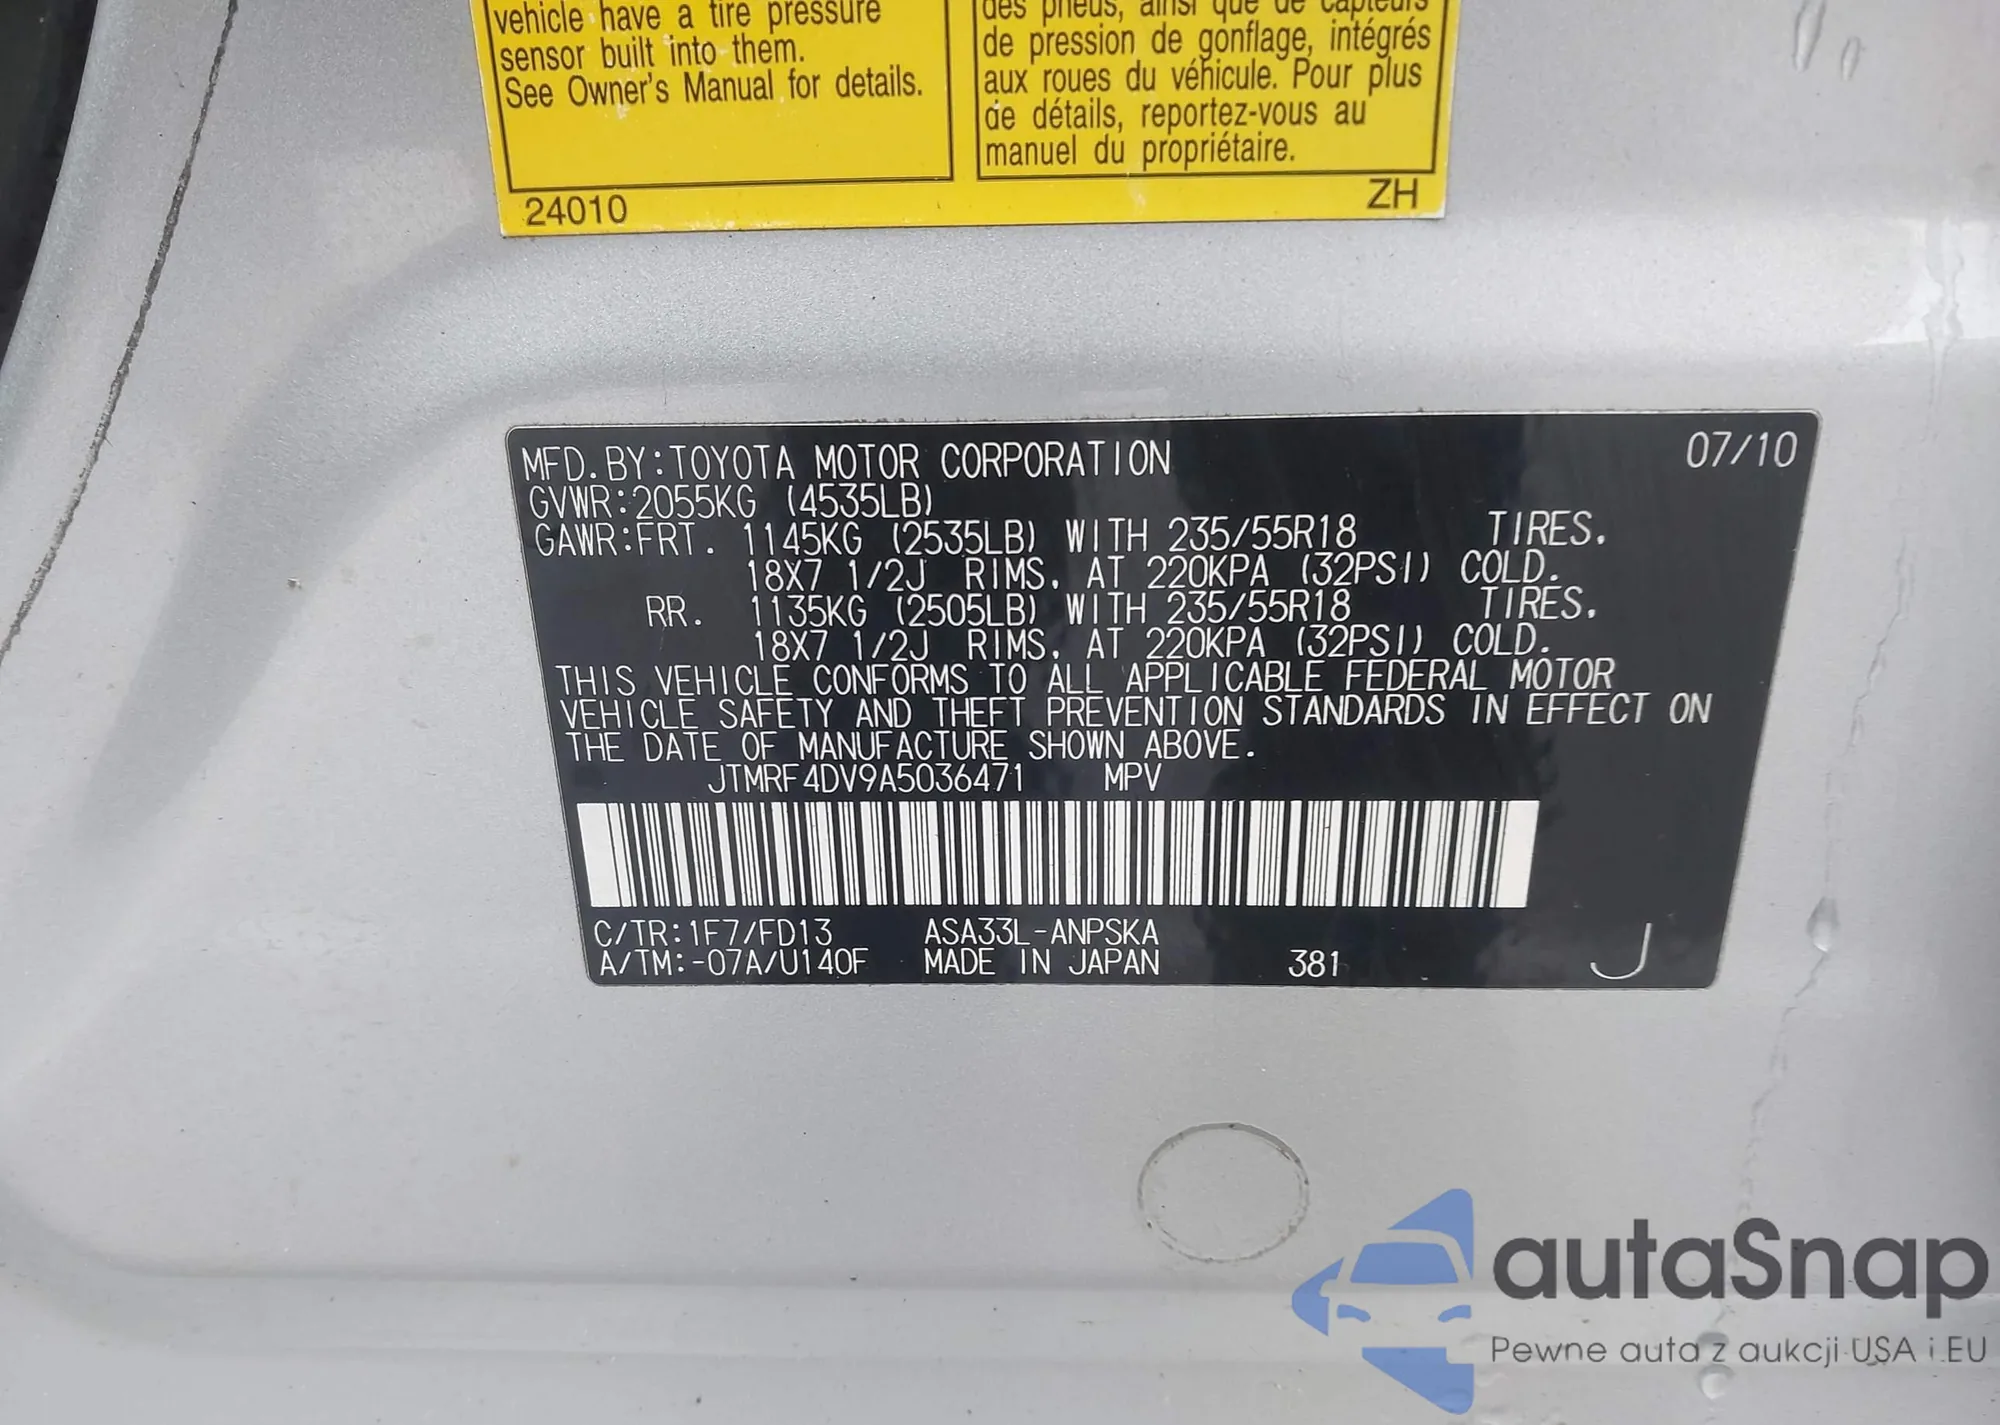 vehicle have a tire pressure
sensor built into them.
See Owner's Manual for details.
des pneus, ainsi que de capteurs
de pression de gonflage, intégrés
aux roues du véhicule. Pour plus
de détails, reportez-vous au
manuel du propriétaire.
24010 ZH
MFD. BY:TOYOTA MOTOR CORPORATION 07/10
GVWR:2055KG (4535LB)
GAWR:FRT. 1145KG (2535LB) WITH 235/55R18 TIRES.
18X7 1/2J RIMS, AT 220KPA (32PSI) COLD.
RR. 1135KG (2505LB) WITH 235/55R18 TIRES,
18X7 1/2J RIMS, AT 220KPA (32PSI) COLD.
THIS VEHICLE CONFORMS TO ALL APPLICABLE FEDERAL MOTOR
VEHICLE SAFETY AND THEFT PREVENTION STANDARDS IN EFFECT ON
THE DATE OF MANUFACTURE SHOWN ABOVE.
JTMRF4DV9A5036471 MPV
C/TR:1F7/FD13 ASA33L-ANPSKA
A/TM:-07A/U140F MADE IN JAPAN 381 J
autaSnap
Pewne auta z aukcji USA i EU